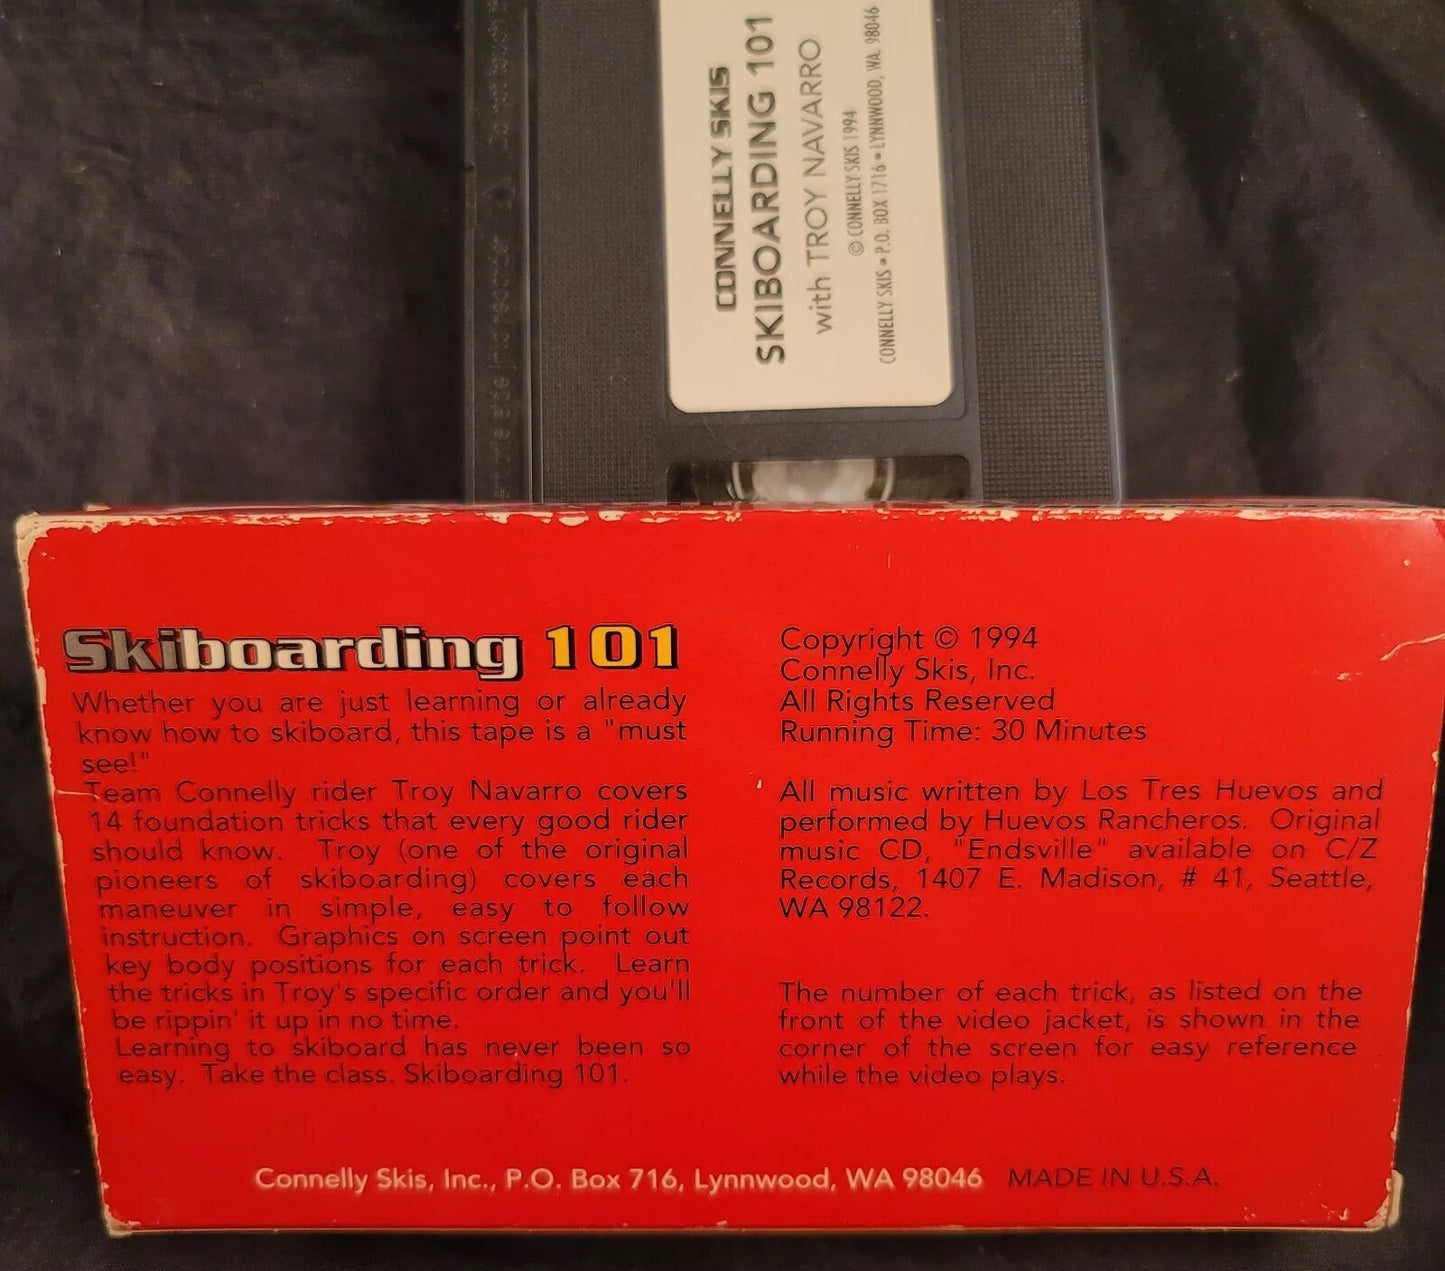 CONNELLY SKIS
SKIBOARDING 101
with TROY NAVARRO
© CONNELLY SKIS 1994
CONNELLY SKIS • P.O. BOX 1716 • LYNNWOOD, WA. 98046
Skiboarding 101
Whether you are just learning or already
know how to skiboard, this tape is a "must
see!"
Team Connelly rider Troy Navarro covers
14 foundation tricks that every good rider
should know. Troy (one of the original
pioneers of skiboarding) covers each
maneuver in simple, easy to follow
instruction. Graphics on screen point out
key body positions for each trick. Learn
the tricks in Troy's specific order and you'll
be rippin' it up in no time.
Learning to skiboard has never been so
easy. Take the class. Skiboarding 101.
Copyright © 1994
Connelly Skis, Inc.
All Rights Reserved
Running Time: 30 Minutes
All music written by Los Tres Huevos and
performed by Huevos Rancheros. Original
music CD, "Endsville" available on C/Z
Records, 1407 E. Madison, # 41, Seattle,
WA 98122.
The number of each trick, as listed on the
front of the video jacket, is shown in the
corner of the screen for easy reference
while the video plays.
Connelly Skis, Inc., P.O. Box 716, Lynnwood, WA 98046 MADE IN U.S.A.